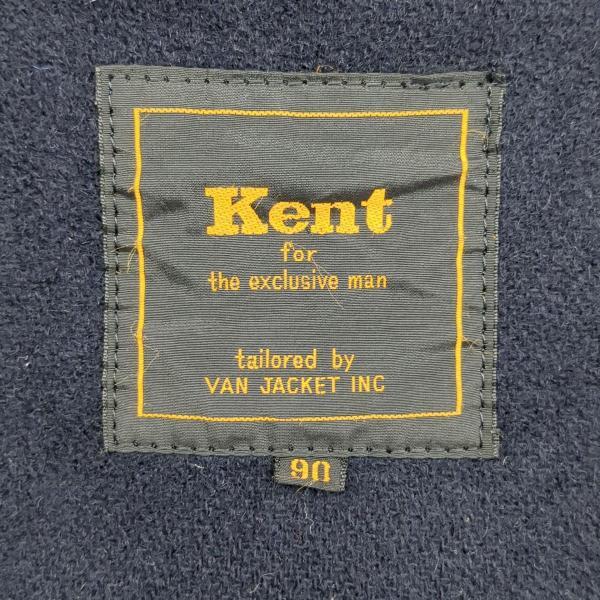 Kent
for
the exclusive man
tailored by
VAN JACKET INC
90